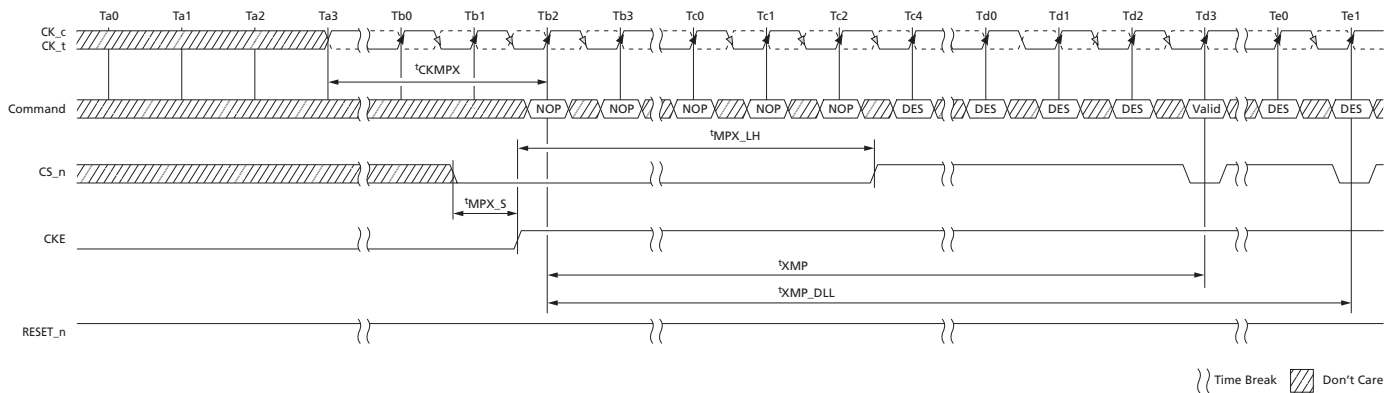 Ta0 Ta1 Ta2 Ta3 Tb0 Tb1 Tb2 Tb3 Tc0 Tc1 Tc2 Tc4 Td0 Td1 Td2 Td3 Te0 Te1
CK_c
CK_t
tCKMPX
Command NOP NOP NOP NOP NOP DES DES DES DES Valid DES DES
tMPX_LH
CS_n
tMPX_S
CKE
tXMP
tXMP_DLL
RESET_n
Time Break Don't Care